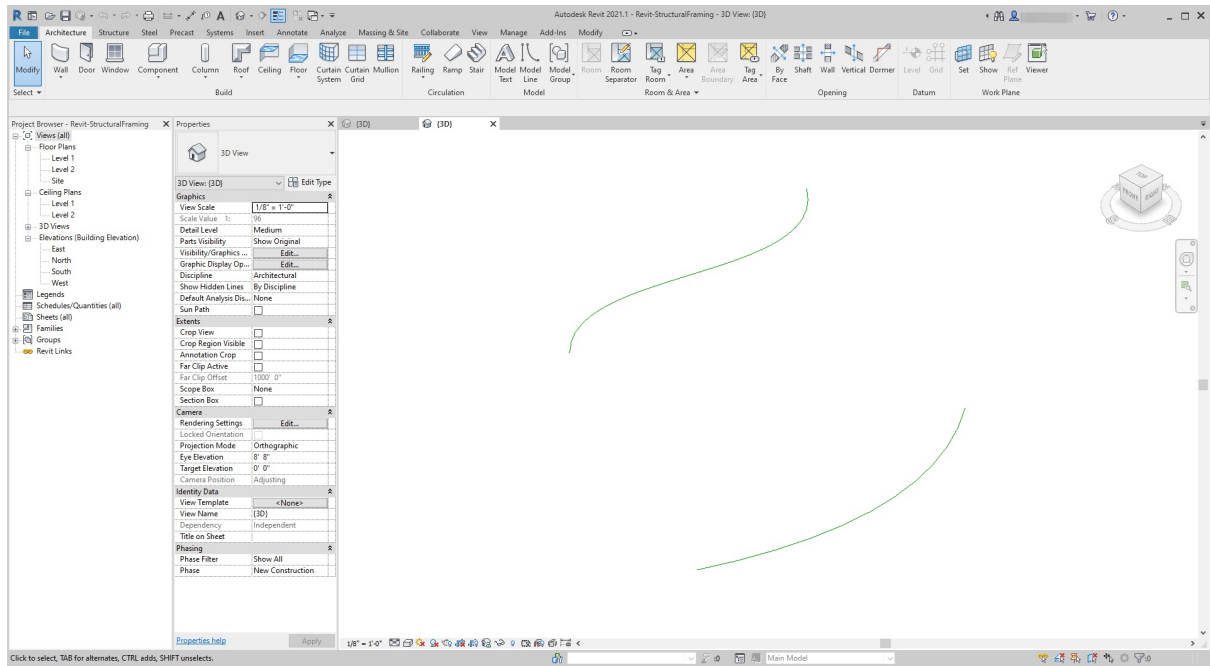 Autodesk Revit 2021.1 - Revit-StructuralFraming - 3D View: {3D}
File Architecture Structure Steel Precast Systems Insert Annotate Analyze Massing & Site Collaborate View Manage Add-Ins Modify
Modify Wall Door Window Component Column Roof Ceiling Floor Curtain System Curtain Grid Mullion Railing Ramp Stair Model Text Model Line Model Group Room Room Separator Tag Room Area Area Boundary Tag Area By Face Shaft Wall Vertical Dormer Level Grid Set Show Ref Plane Viewer
Select Build Circulation Model Room & Area Opening Datum Work Plane
Project Browser - Revit-StructuralFraming
Views (all)
Floor Plans
Level 1
Level 2
Site
Ceiling Plans
Level 1
Level 2
3D Views
Elevations (Building Elevation)
East
North
South
West
Legends
Schedules/Quantities (all)
Sheets (all)
Families
Groups
Revit Links
Properties
3D View
3D View: {3D} Edit Type
Graphics
View Scale 1/8" = 1'-0"
Scale Value 1: 96
Detail Level Medium
Parts Visibility Show Original
Visibility/Graphics ... Edit...
Graphic Display Op... Edit...
Discipline Architectural
Show Hidden Lines By Discipline
Default Analysis Dis... None
Sun Path
Extents
Crop View
Crop Region Visible
Annotation Crop
Far Clip Active
Far Clip Offset 1000' 0"
Scope Box None
Section Box
Camera
Rendering Settings Edit...
Locked Orientation
Projection Mode Orthographic
Eye Elevation 8' 8"
Target Elevation 0' 0"
Camera Position Adjusting
Identity Data
View Template <None>
View Name {3D}
Dependency Independent
Title on Sheet
Phasing
Phase Filter Show All
Phase New Construction
Properties help Apply
{3D} {3D}
TOP
FRONT RIGHT
1/8" = 1'-0"
Click to select, TAB for alternates, CTRL adds, SHIFT unselects.
:0 Main Model :0